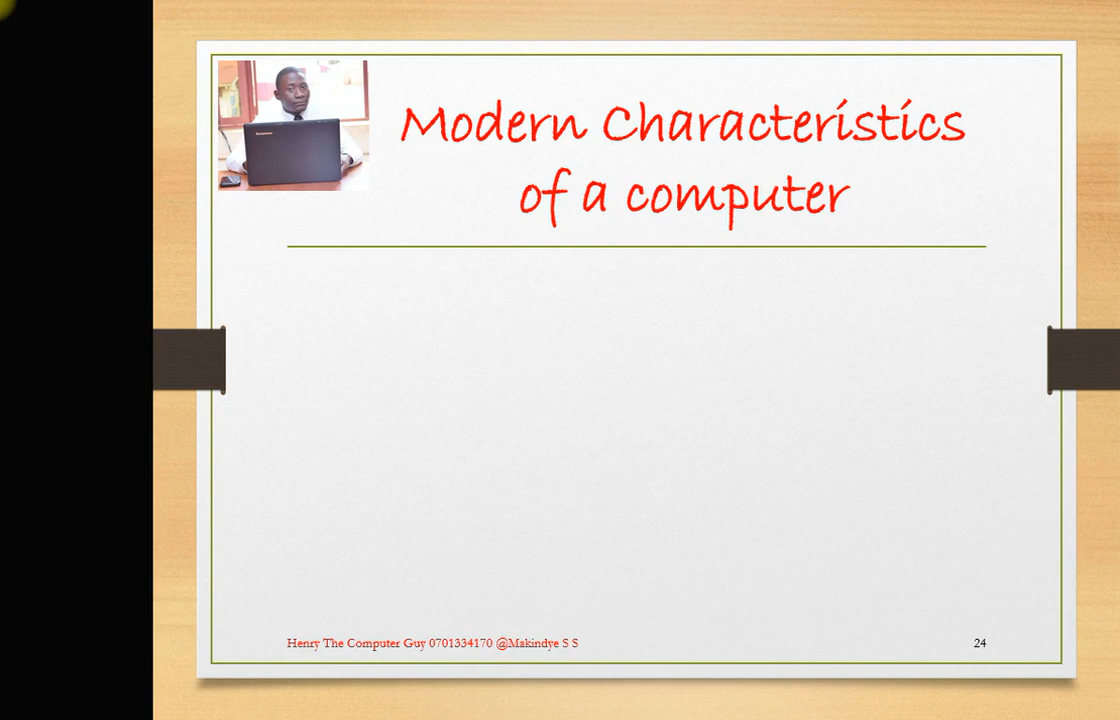 Modern Characteristics
of a computer
Henry The Computer Guy 0701334170 @Makindye S S
24